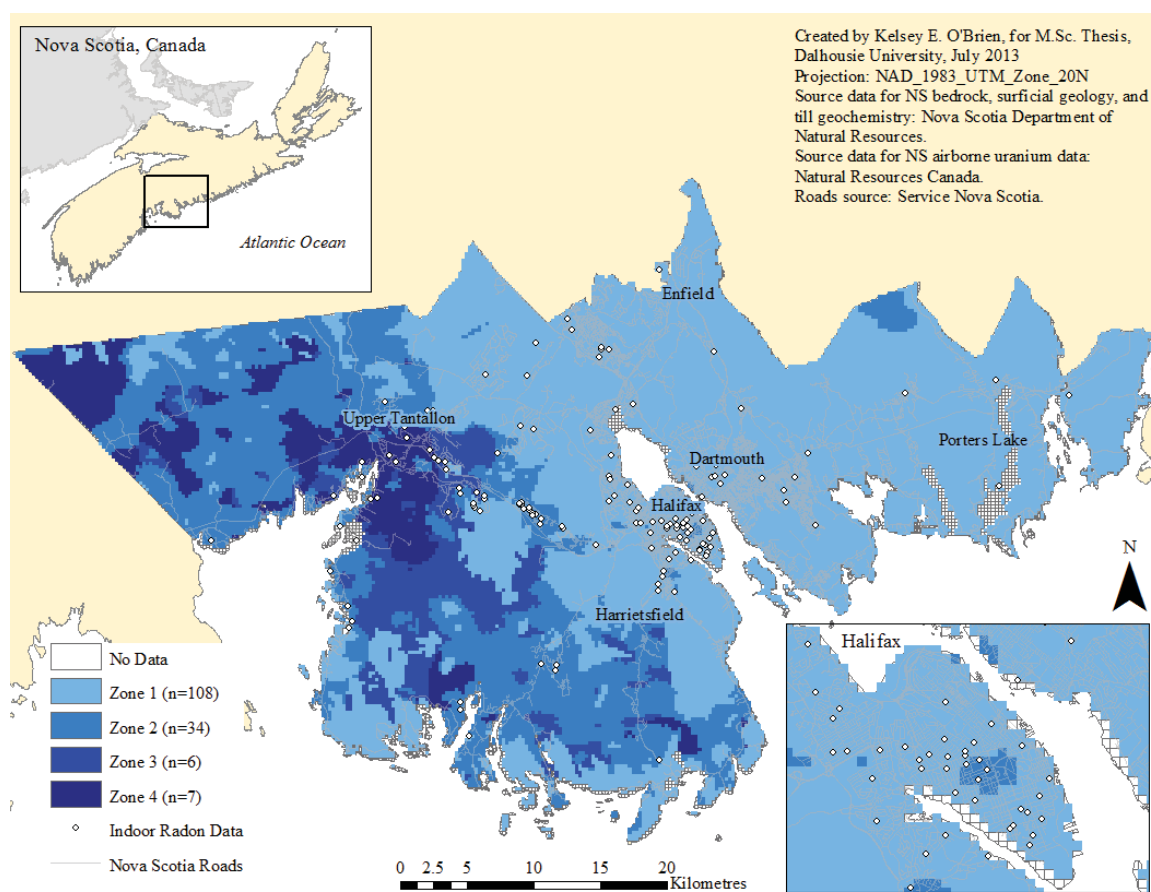 Nova Scotia, Canada
Atlantic Ocean
Created by Kelsey E. O'Brien, for M.Sc. Thesis,
Dalhousie University, July 2013
Projection: NAD_1983_UTM_Zone_20N
Source data for NS bedrock, surficial geology, and
till geochemistry: Nova Scotia Department of
Natural Resources.
Source data for NS airborne uranium data:
Natural Resources Canada.
Roads source: Service Nova Scotia.
Enfield
Upper Tantallon
Porters Lake
Dartmouth
Halifax
Harrietsfield
N
Halifax
No Data
Zone 1 (n=108)
Zone 2 (n=34)
Zone 3 (n=6)
Zone 4 (n=7)
Indoor Radon Data
Nova Scotia Roads
0 2.5 5 10 15 20
Kilometres